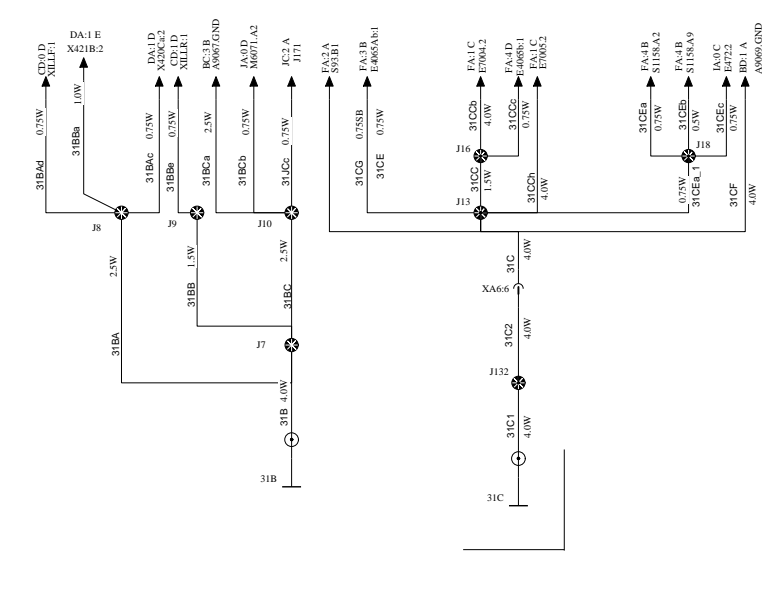 CD:0 D
XILLF:1
DA:1 E
X421B:2
DA:1 D
X420Ca:2
CD:1 D
XILLR:1
BC:3 B
A9067.GND
JA:0 D
M6071.A2
JC:2 A
J171
FA:2 A
S93.B1
FA:3 B
E4065Ab:1
FA:1 C
E7004.2
FA:4 D
E4065b:1
FA:1 C
E7005.2
FA:4 B
S1158.A2
FA:4 B
S1158.A9
IA:0 C
E472:2
BD:1 A
A9069.GND
31BAd
0.75W
31BBa
1.0W
31BAc
0.75W
31BBe
0.75W
31BCa
2.5W
31BCb
0.75W
31JCc
0.75W
31CG
0.75SB
31CE
0.75W
31CCb
4.0W
31CCc
0.75W
31CEa
0.75W
31CEb
0.5W
31CEc
0.75W
J16
J18
31CC
1.5W
31CCh
4.0W
0.75W
31CEa_1
31CF
4.0W
J8
J9
J10
J13
2.5W
31BA
1.5W
31BB
2.5W
31BC
31C
4.0W
XA6:6
J7
31C2
4.0W
J132
31B
4.0W
31C1
4.0W
31B
31C